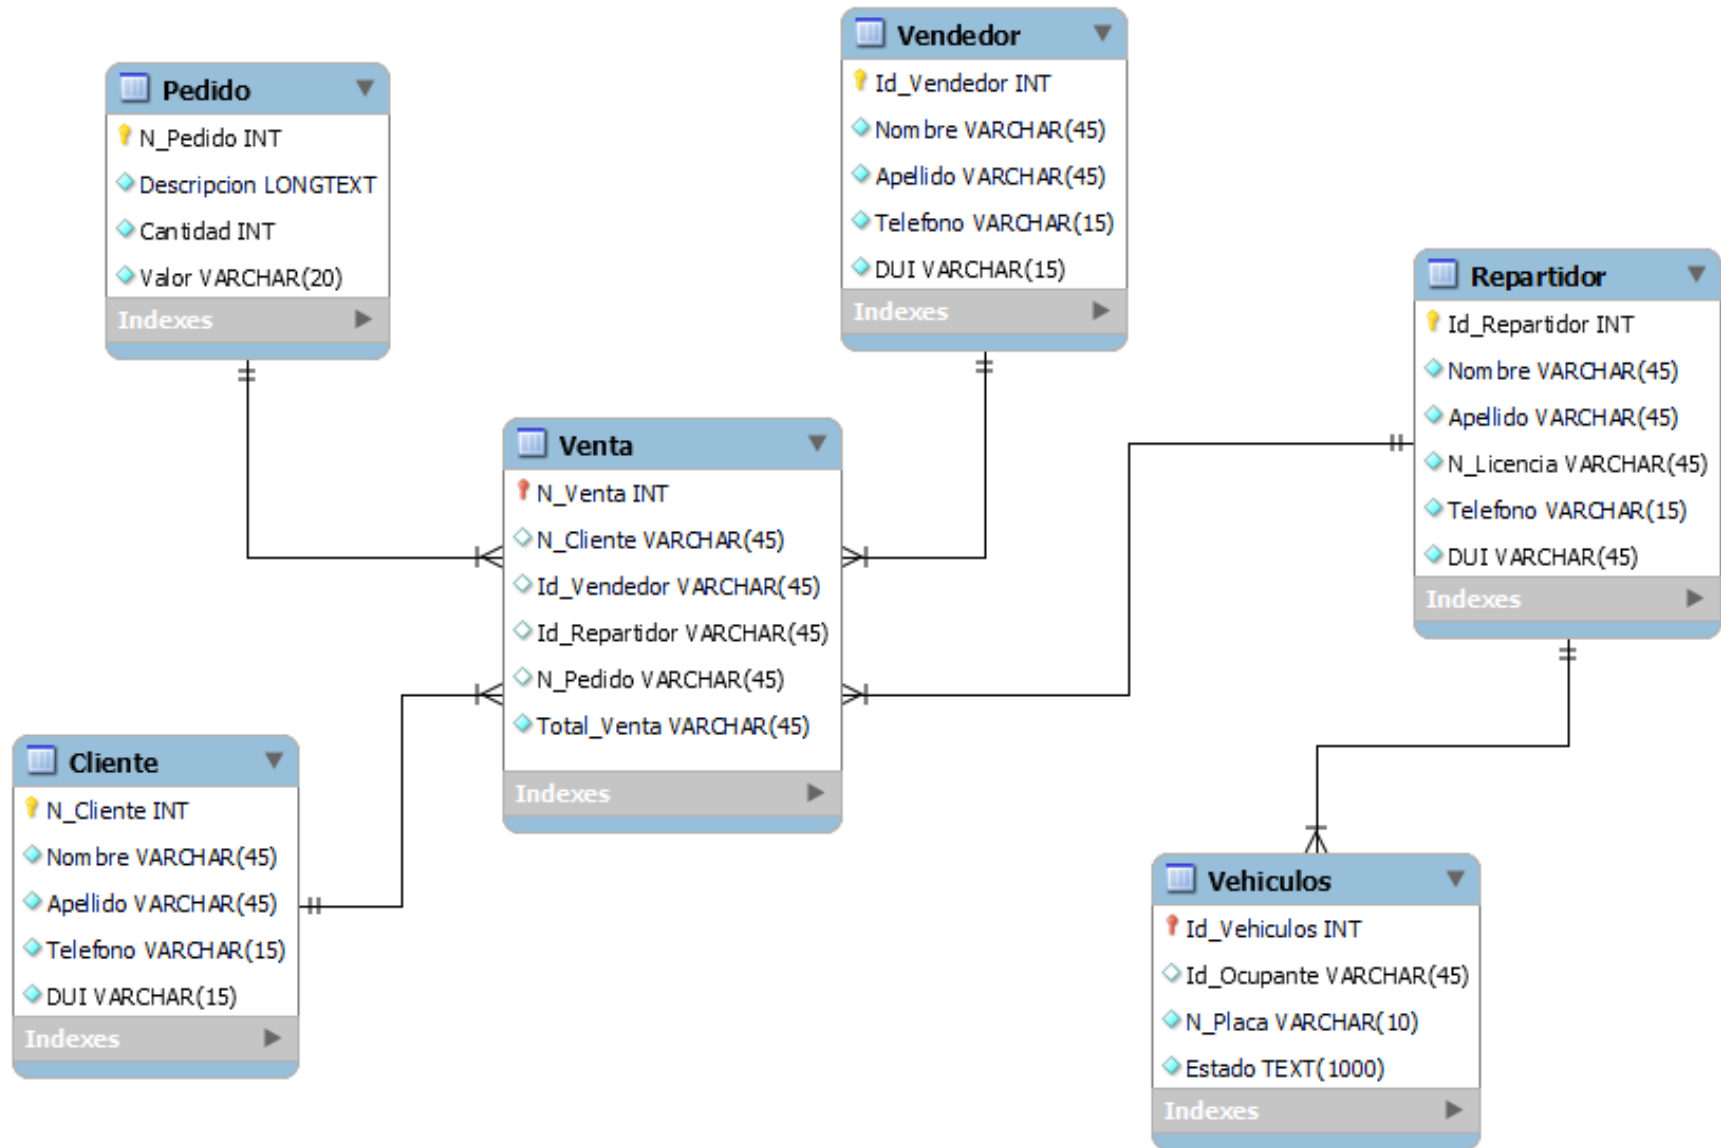 Pedido
N_Pedido INT
Descripcion LONGTEXT
Cantidad INT
Valor VARCHAR(20)
Indexes
Vendedor
Id_Vendedor INT
Nombre VARCHAR(45)
Apellido VARCHAR(45)
Telefono VARCHAR(15)
DUI VARCHAR(15)
Indexes
Repartidor
Id_Repartidor INT
Nombre VARCHAR(45)
Apellido VARCHAR(45)
N_Licencia VARCHAR(45)
Telefono VARCHAR(15)
DUI VARCHAR(45)
Indexes
Venta
N_Venta INT
N_Cliente VARCHAR(45)
Id_Vendedor VARCHAR(45)
Id_Repartidor VARCHAR(45)
N_Pedido VARCHAR(45)
Total_Venta VARCHAR(45)
Indexes
Cliente
N_Cliente INT
Nombre VARCHAR(45)
Apellido VARCHAR(45)
Telefono VARCHAR(15)
DUI VARCHAR(15)
Indexes
Vehiculos
Id_Vehiculos INT
Id_Ocupante VARCHAR(45)
N_Placa VARCHAR(10)
Estado TEXT(1000)
Indexes